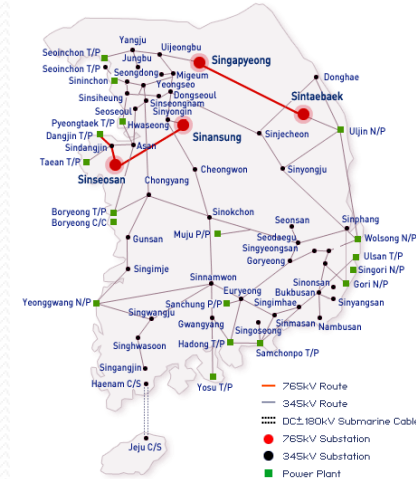 Yangju
Uijeongbu
Seoinchon T/P
Jungbu
Singapyeong
Seoinchon T/P
Seongdong
Migeum
Donghae
Sininchon
Yeongseo
Dongseoul
Sintaebaek
Sinsiheung
Sinseongnam
Seoseoul
Sinyongin
Pyeongtaek T/P
Hwaseong
Uljin N/P
Dangjin T/P
Sinansung
Sinjecheon
Sindangjin
Asan
Taean T/P
Cheongwon
Sinyongju
Sinseosan
Chongyang
Boryeong T/P
Sinokchon
Seonsan
Sinphang
Boryeong C/C
Muju P/P
Seodaegu
Wolsong N/P
Gunsan
Singyeongsan
Goryeong
Ulsan T/P
Singimje
Singori N/P
Sinnamwon
Sinonsan
Gori N/P
Euryeong
Bukbusan
Yeonggwang N/P
Sanchung P/P
Singimhae
Sinyangsan
Singwangju
Gwangyang
Singoseong
Sinmasan
Nambusan
Singhwasoon
Hadong T/P
Samchonpo T/P
Singangjin
Haenam C/S
Yosu T/P
765kV Route
345kV Route
DC±180kV Submarine Cable
765kV Substation
345kV Substation
Jeju C/S
Power Plant